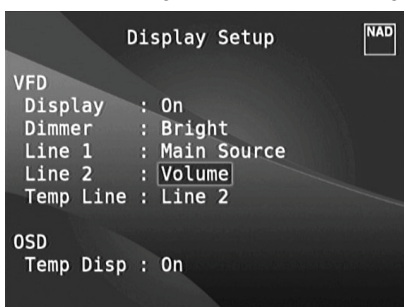 Display Setup
NAD
VFD
Display : On
Dimmer : Bright
Line 1 : Main Source
Line 2 : Volume
Temp Line : Line 2
OSD
Temp Disp : On